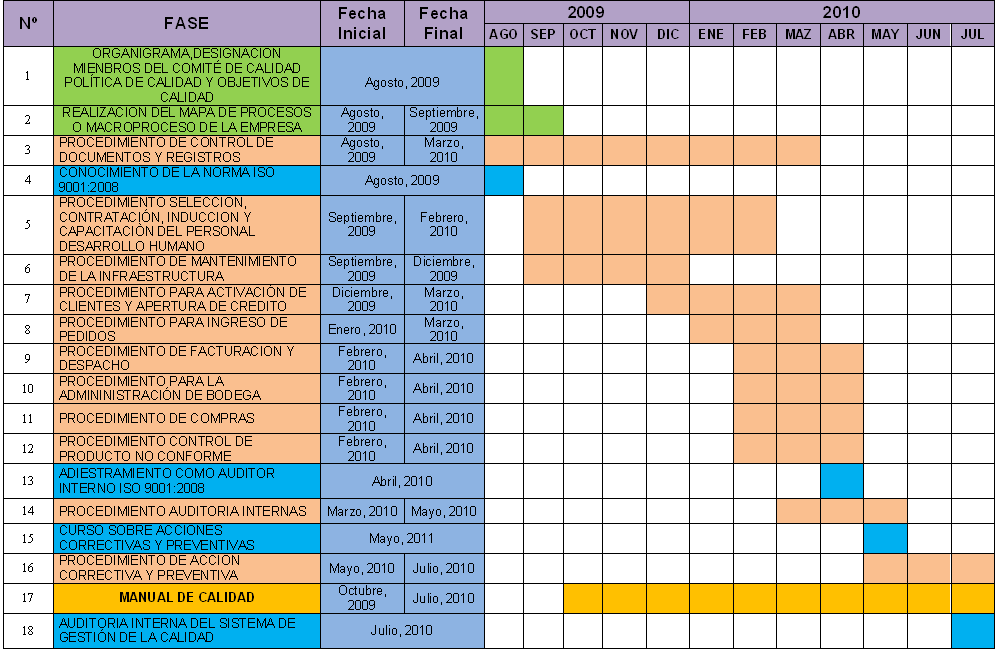 Nº FASE Fecha Inicial Fecha Final 2009 2010
AGO SEP OCT NOV DIC ENE FEB MAZ ABR MAY JUN JUL
1
ORGANIGRAMA,DESIGNACION
MIENBROS DEL COMITÉ DE CALIDAD
POLÍTICA DE CALIDAD Y OBJETIVOS DE
CALIDAD
Agosto, 2009
2
REALIZACION DEL MAPA DE PROCESOS
O MACROPROCESO DE LA EMPRESA
Agosto,
2009
Septiembre,
2009
3
PROCEDIMIENTO DE CONTROL DE
DOCUMENTOS Y REGISTROS
Agosto,
2009
Marzo,
2010
4
CONOCIMIENTO DE LA NORMA ISO
9001:2008
Agosto, 2009
5
PROCEDIMIENTO SELECCION,
CONTRATACIÓN, INDUCCION Y
CAPACITACIÓN DEL PERSONAL
DESARROLLO HUMANO
Septiembre,
2009
Febrero,
2010
6
PROCEDIMIENTO DE MANTENIMIENTO
DE LA INFRAESTRUCTURA
Septiembre,
2009
Diciembre,
2009
7
PROCEDIMIENTO PARA ACTIVACIÓN DE
CLIENTES Y APERTURA DE CREDITO
Diciembre,
2009
Marzo,
2010
8
PROCEDIMIENTO PARA INGRESO DE
PEDIDOS
Enero, 2010
Marzo,
2010
9
PROCEDIMIENTO DE FACTURACION Y
DESPACHO
Febrero,
2010
Abril, 2010
10
PROCEDIMIENTO PARA LA
ADMININISTRACIÓN DE BODEGA
Febrero,
2010
Abril, 2010
11
PROCEDIMIENTO DE COMPRAS
Febrero,
2010
Abril, 2010
12
PROCEDIMIENTO CONTROL DE
PRODUCTO NO CONFORME
Febrero,
2010
Abril, 2010
13
ADIESTRAMIENTO COMO AUDITOR
INTERNO ISO 9001:2008
Abril, 2010
14
PROCEDIMIENTO AUDITORIA INTERNAS
Marzo, 2010
Mayo, 2010
15
CURSO SOBRE ACCIONES
CORRECTIVAS Y PREVENTIVAS
Mayo, 2011
16
PROCEDIMIENTO DE ACCION
CORRECTIVA Y PREVENTIVA
Mayo, 2010
Julio, 2010
17
MANUAL DE CALIDAD
Octubre,
2009
Julio, 2010
18
AUDITORIA INTERNA DEL SISTEMA DE
GESTIÓN DE LA CALIDAD
Julio, 2010